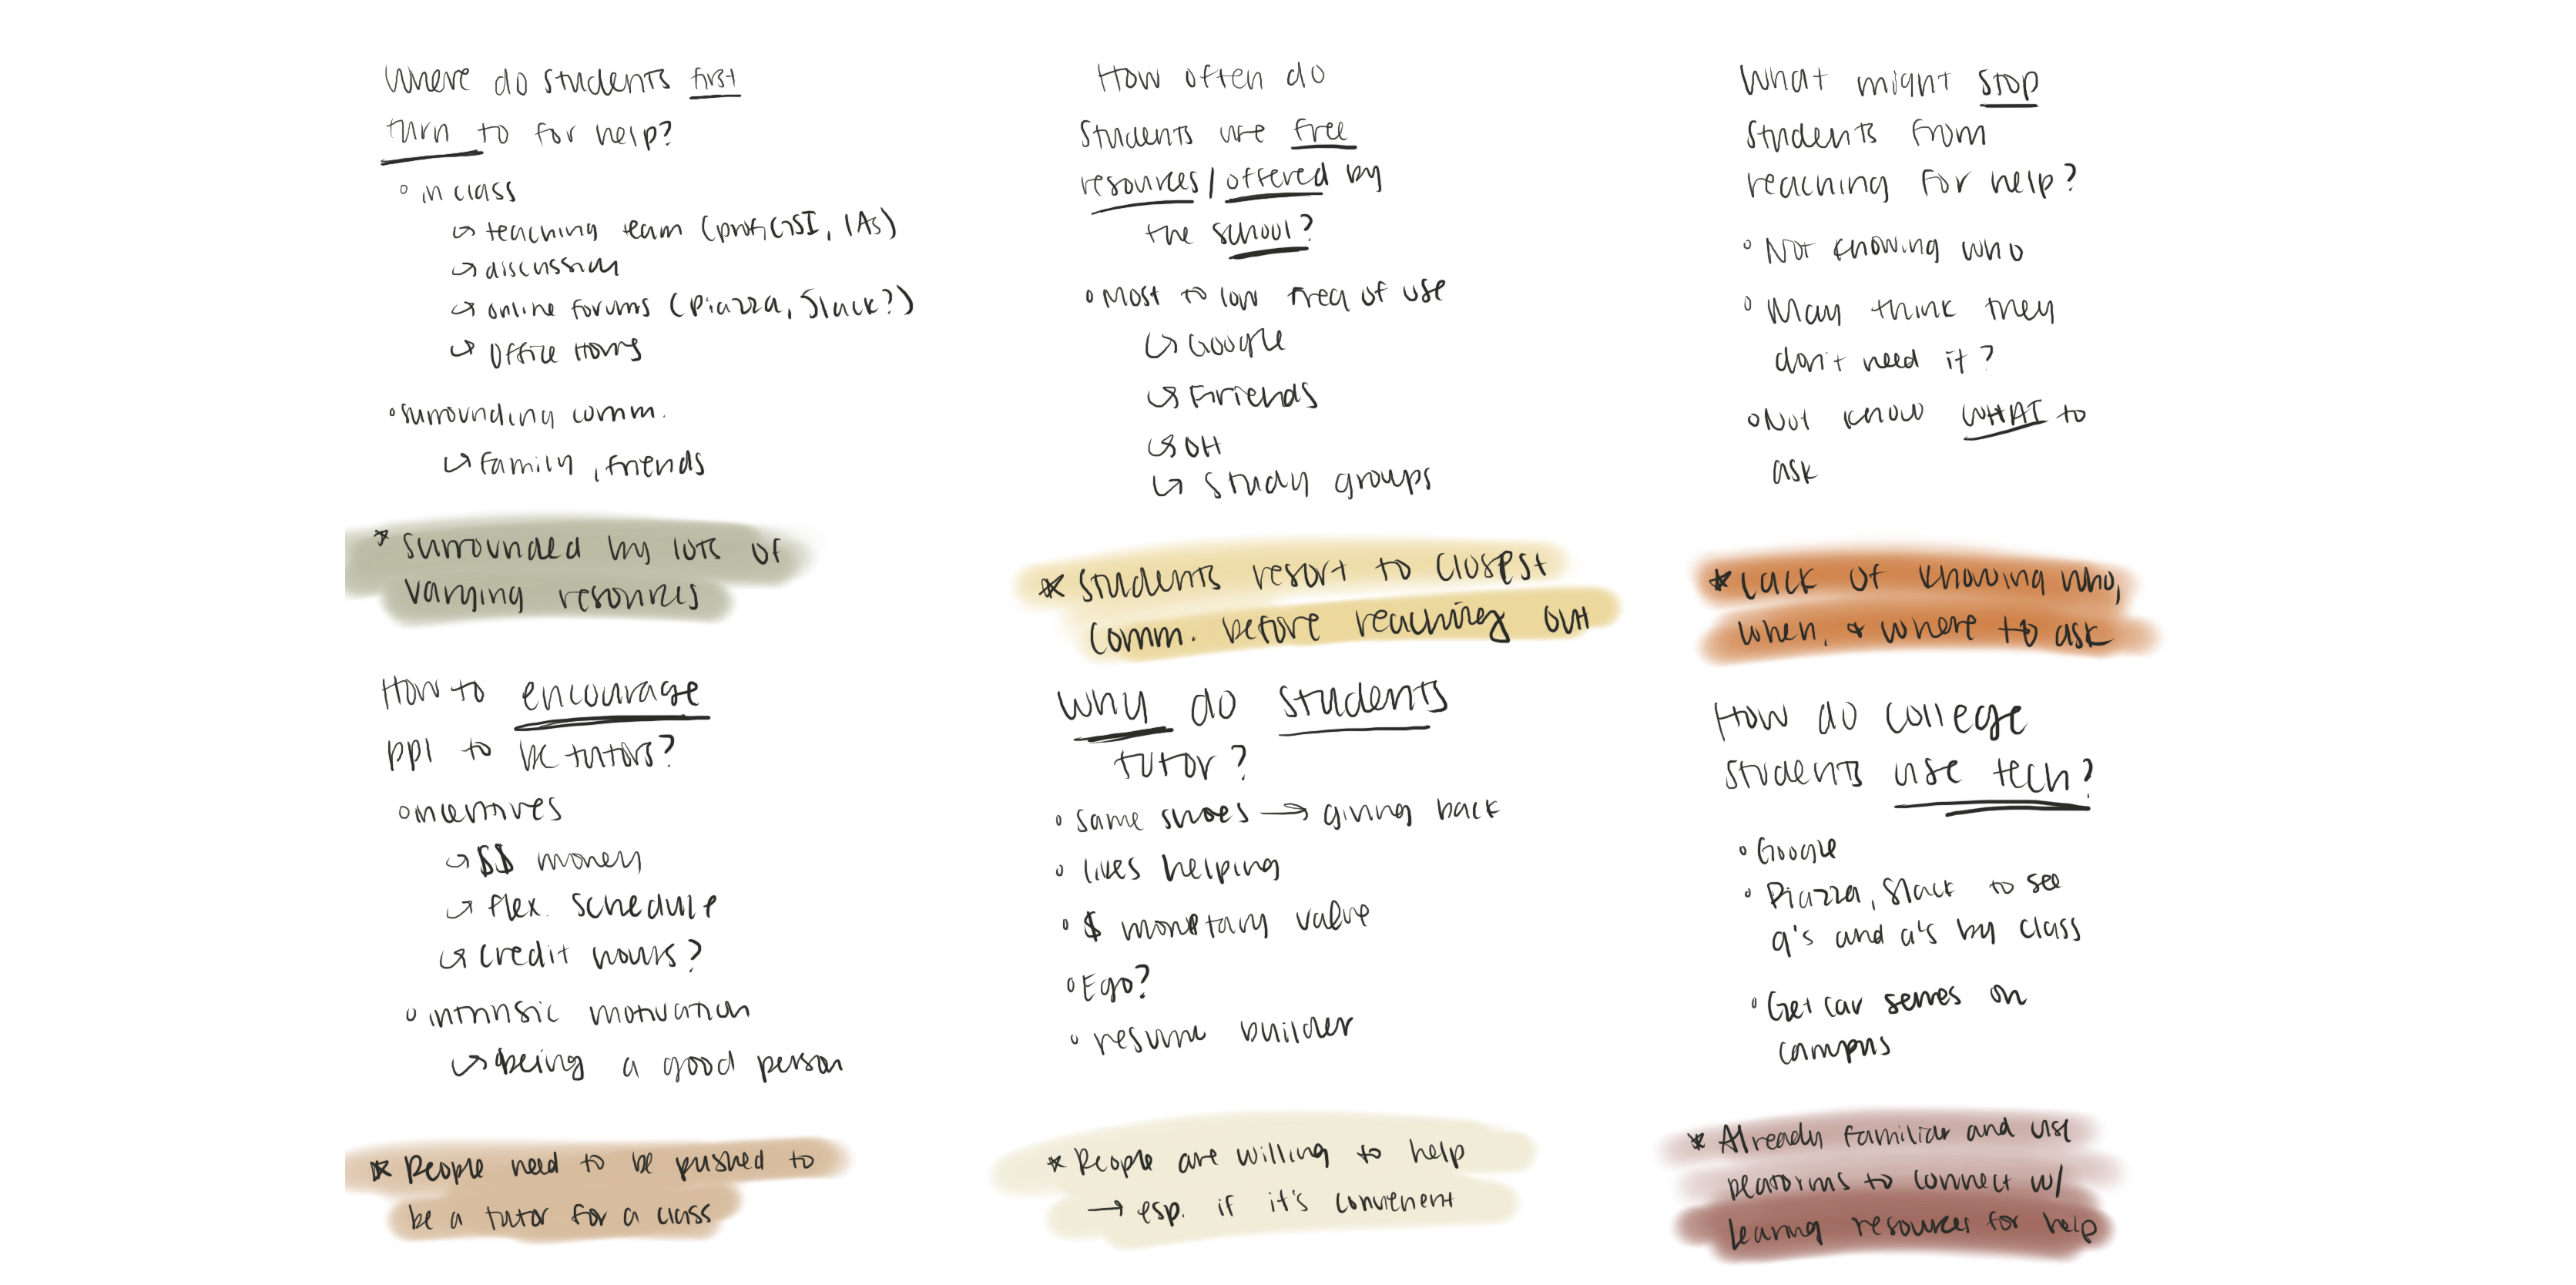 Where do students first
turn to for help?
in class
teaching team (prof, GSI, IAs)
discussion
online forums (Piazza, Slack?)
Office Hours
surrounding comm.
Family, friends
* Surrounded by lots of
varying resources
How often do
Students use free
resources / offered by
the school?
Most to low freq of use
Google
Friends
OH
Study groups
* Students resort to closest
comm. before reaching out
What might stop
students from
reaching for help?
Not knowing who
May think they
don't need it?
Not know WHAT to
ask
* Lack of knowing who,
when, & where to ask
How to encourage
ppl to be tutors?
incentives
$$ money
flex. schedule
credit hours?
intrinsic motivation
being a good person
* People need to be pushed to
be a tutor for a class
Why do students
tutor?
same shoes → giving back
likes helping
$ monetary value
Ego?
resume builder
* People are willing to help
→ esp. if it's convenient
How do college
students use tech?
Google
Piazza, Slack to see
q's and a's by class
Get car series on
campus
* Already familiar and use
platforms to connect w/
learning resources for help